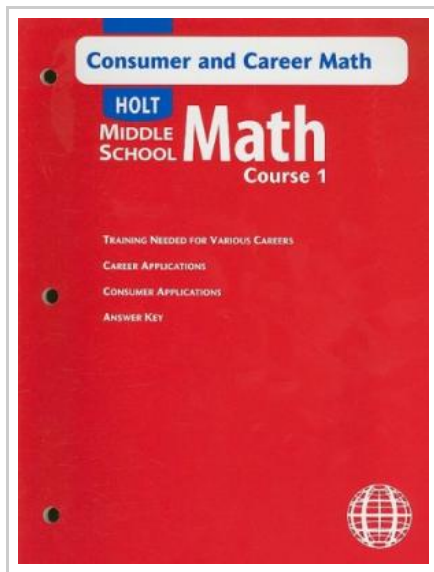 Consumer and Career Math
HOLT
MIDDLE
SCHOOL Math
Course 1
TRAINING NEEDED FOR VARIOUS CAREERS
CAREER APPLICATIONS
CONSUMER APPLICATIONS
ANSWER KEY